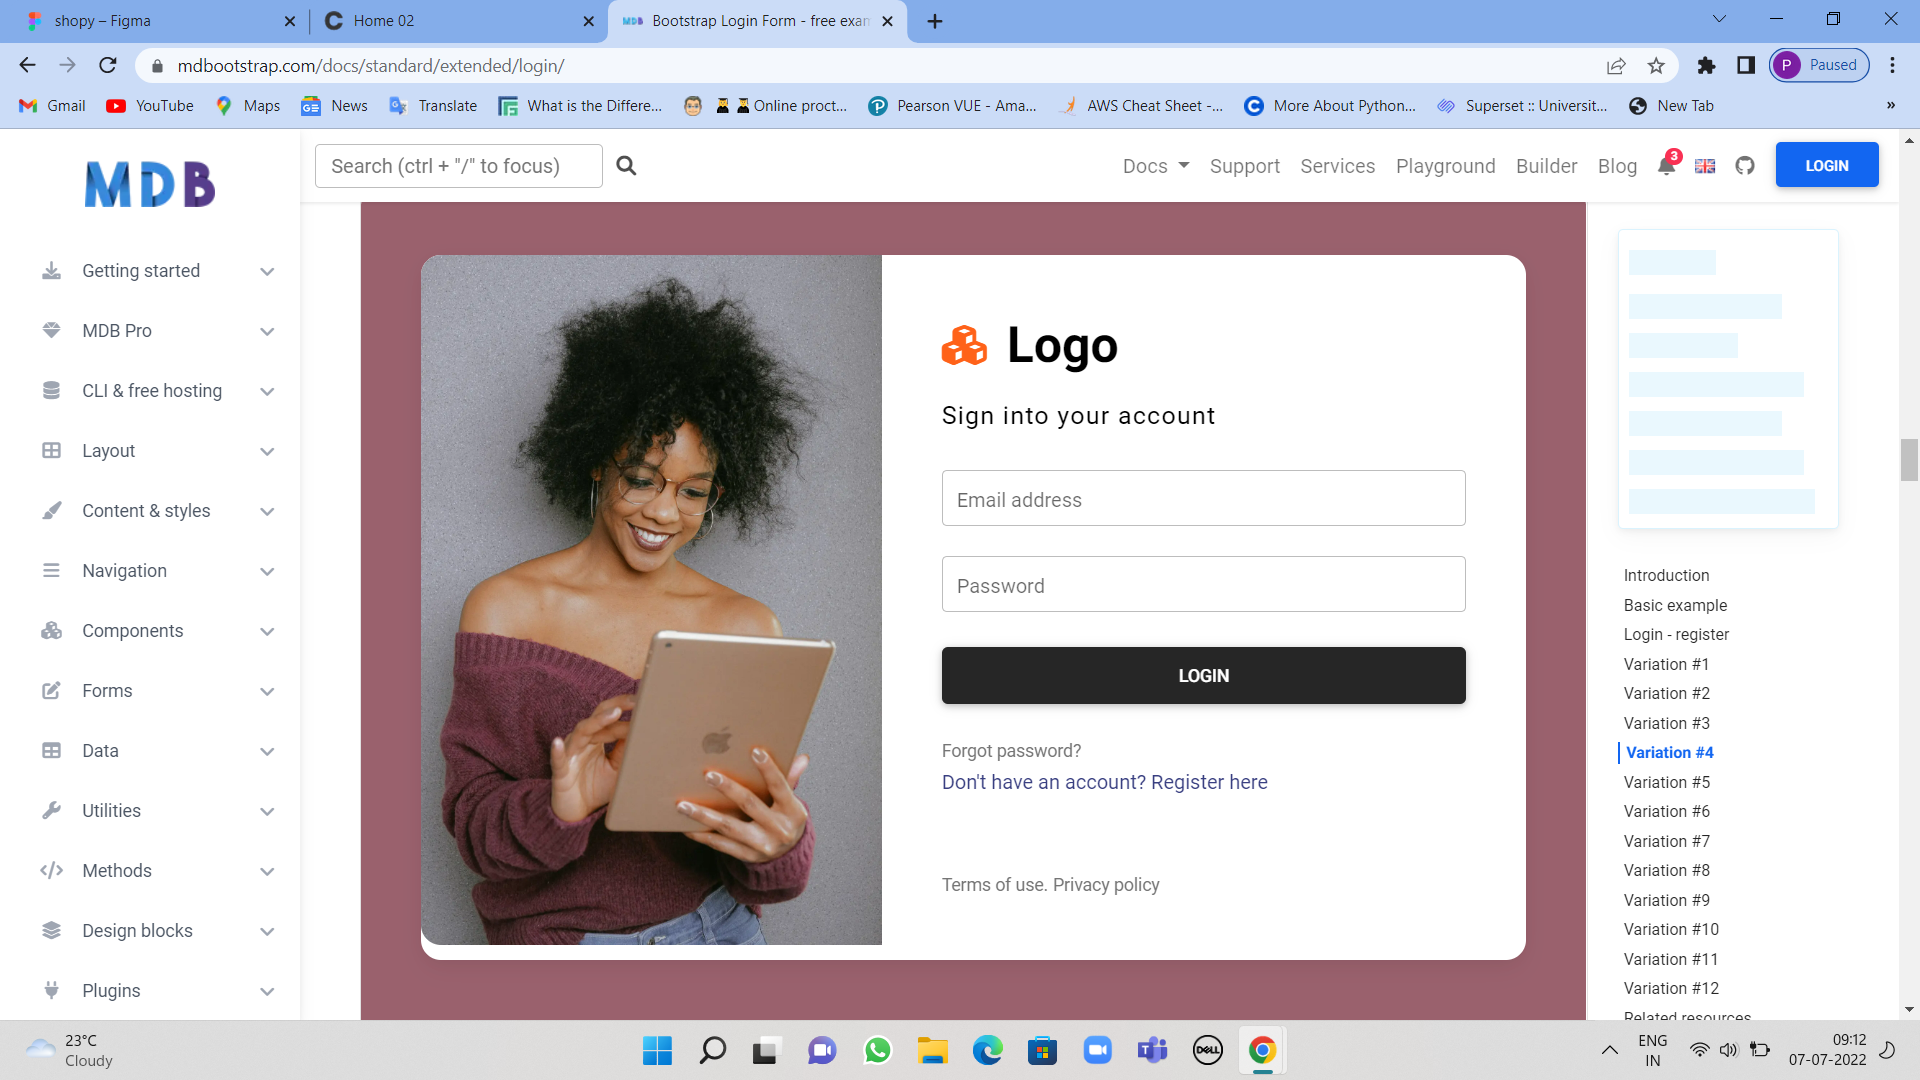 shopy – Figma
Home 02
MDB Bootstrap Login Form - free exam
mdbootstrap.com/docs/standard/extended/login/
P Paused
Gmail
YouTube
Maps
News
Translate
What is the Differe...
Online proct...
Pearson VUE - Ama...
AWS Cheat Sheet -...
More About Python...
Superset :: Universit...
New Tab
»
MDB
Search (ctrl + "/" to focus)
Docs
Support
Services
Playground
Builder
Blog
3
LOGIN
Getting started
MDB Pro
CLI & free hosting
Layout
Content & styles
Navigation
Components
Forms
Data
Utilities
Methods
Design blocks
Plugins
Logo
Sign into your account
Email address
Password
LOGIN
Forgot password?
Don't have an account? Register here
Terms of use. Privacy policy
Introduction
Basic example
Login - register
Variation #1
Variation #2
Variation #3
Variation #4
Variation #5
Variation #6
Variation #7
Variation #8
Variation #9
Variation #10
Variation #11
Variation #12
Related resources
23°C
Cloudy
DELL
ENG
IN
09:12
07-07-2022